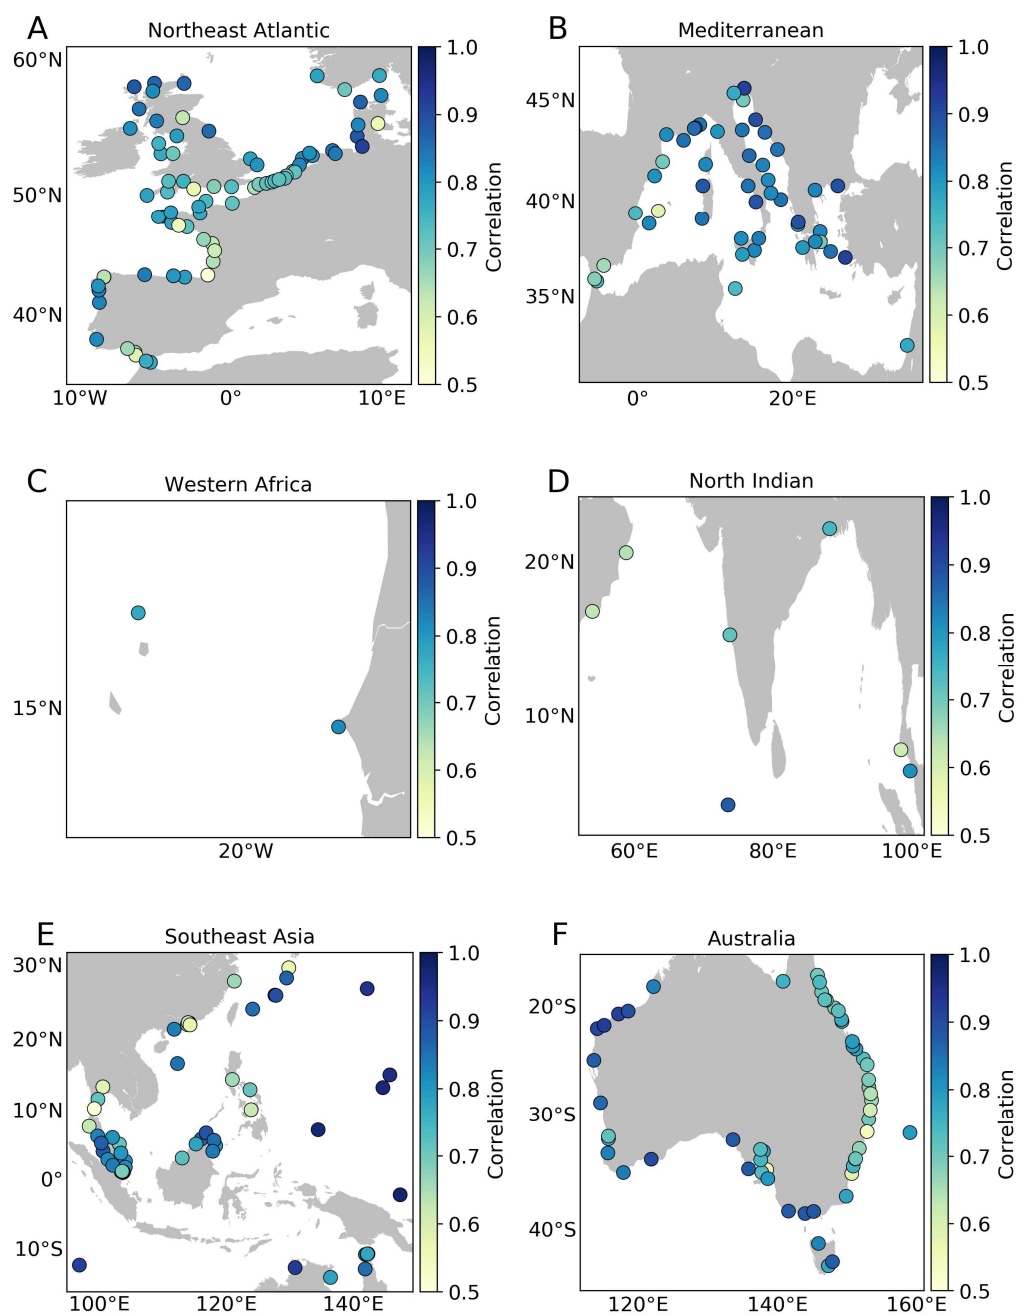 A
Northeast Atlantic
60°N
50°N
40°N
10°W
0°
10°E
1.0
0.9
0.8
0.7
0.6
0.5
Correlation
B
Mediterranean
45°N
40°N
35°N
0°
20°E
1.0
0.9
0.8
0.7
0.6
0.5
Correlation
C
Western Africa
15°N
20°W
1.0
0.9
0.8
0.7
0.6
0.5
Correlation
D
North Indian
20°N
10°N
60°E
80°E
100°E
1.0
0.9
0.8
0.7
0.6
0.5
Correlation
E
Southeast Asia
30°N
20°N
10°N
0°
10°S
100°E
120°E
140°E
1.0
0.9
0.8
0.7
0.6
0.5
Correlation
F
Australia
20°S
30°S
40°S
120°E
140°E
160°E
1.0
0.9
0.8
0.7
0.6
0.5
Correlation